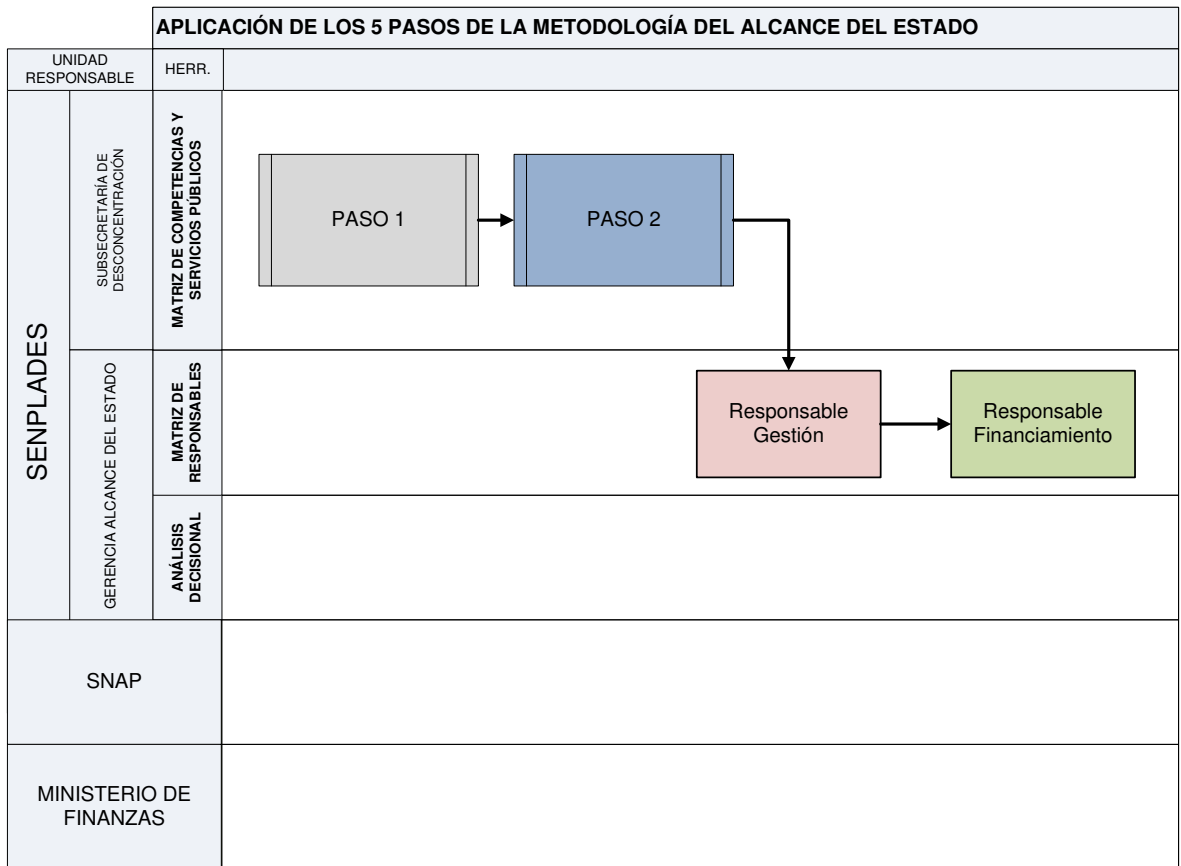 APLICACIÓN DE LOS 5 PASOS DE LA METODOLOGÍA DEL ALCANCE DEL ESTADO
UNIDAD
RESPONSABLE
HERR.
SENPLADES
SUBSECRETARÍA DE
DESCONCENTRACIÓN
MATRIZ DE COMPETENCIAS Y
SERVICIOS PÚBLICOS
PASO 1
PASO 2
GERENCIA ALCANCE DEL ESTADO
MATRIZ DE
RESPONSABLES
Responsable
Gestión
Responsable
Financiamiento
ANÁLISIS
DECISIONAL
SNAP
MINISTERIO DE
FINANZAS